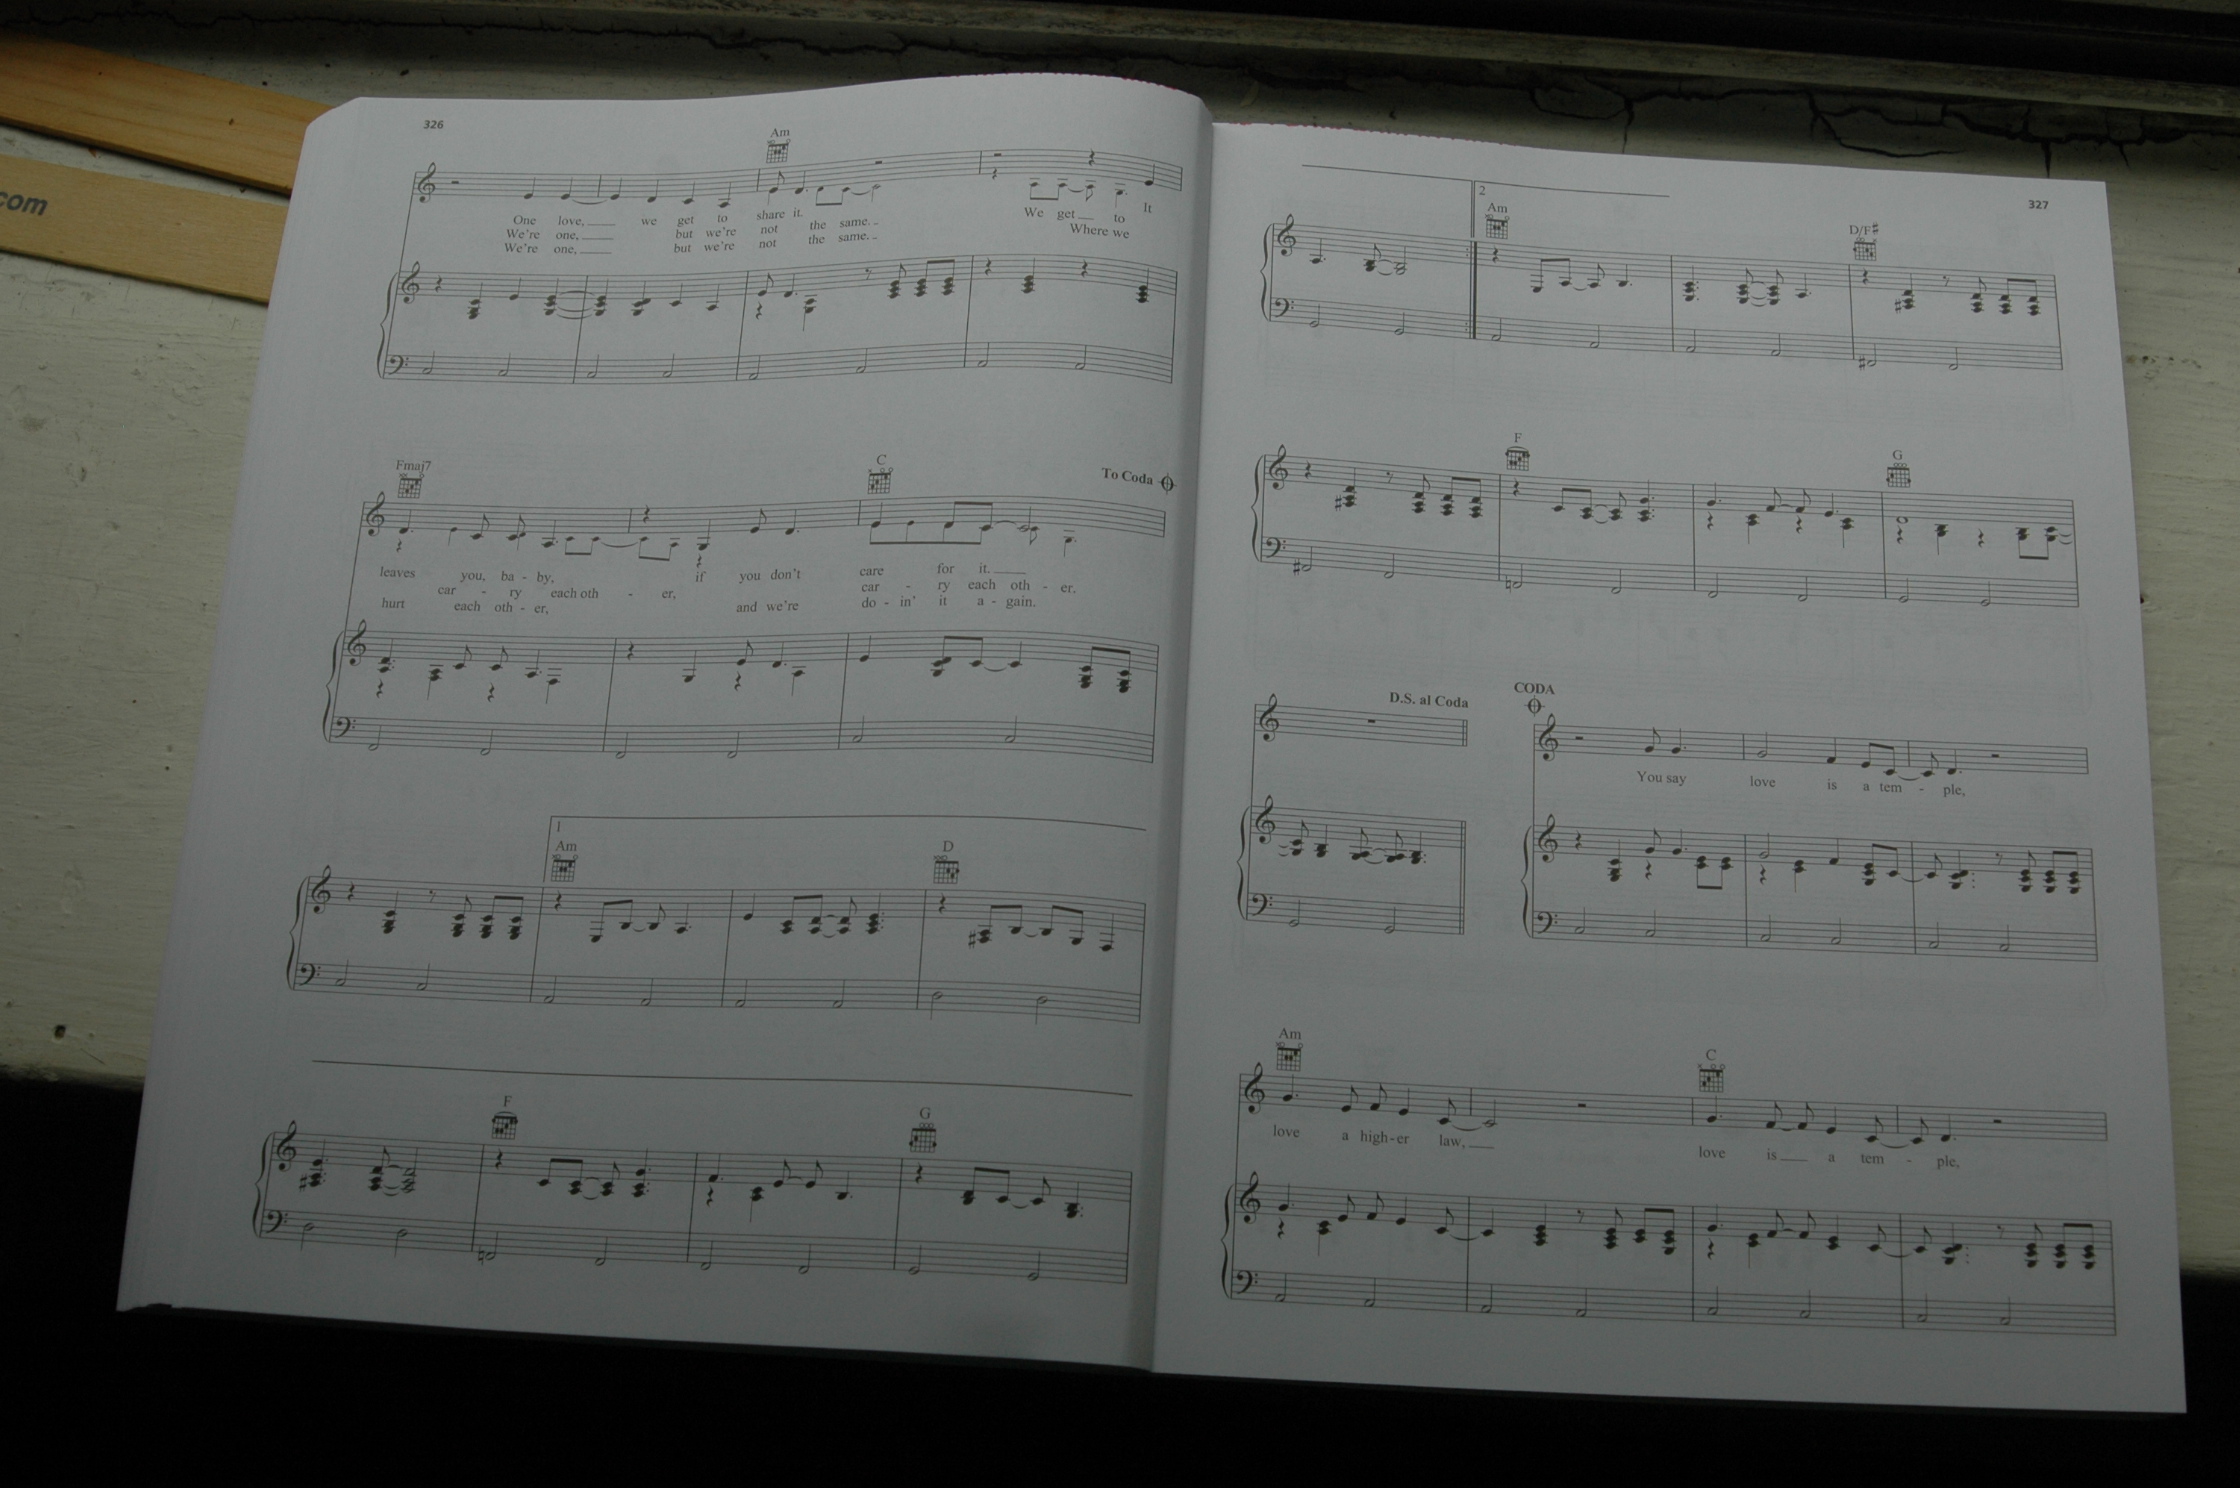 .com
326
Am
One love, we get to share it. It
We're one, but we're not the same. We get to
We're one, but we're not the same. Where we
Fmaj7 C To Coda
leaves you, ba - by, if you don't care for it.
car - ry each oth - er, car - ry each oth - er.
hurt each oth - er, and we're do - in' it a - gain.
1
Am D
F G
327
2
Am D/F♯
F G
D.S. al Coda CODA
You say love is a tem - ple,
Am C
love a high - er law, love is a tem - ple,